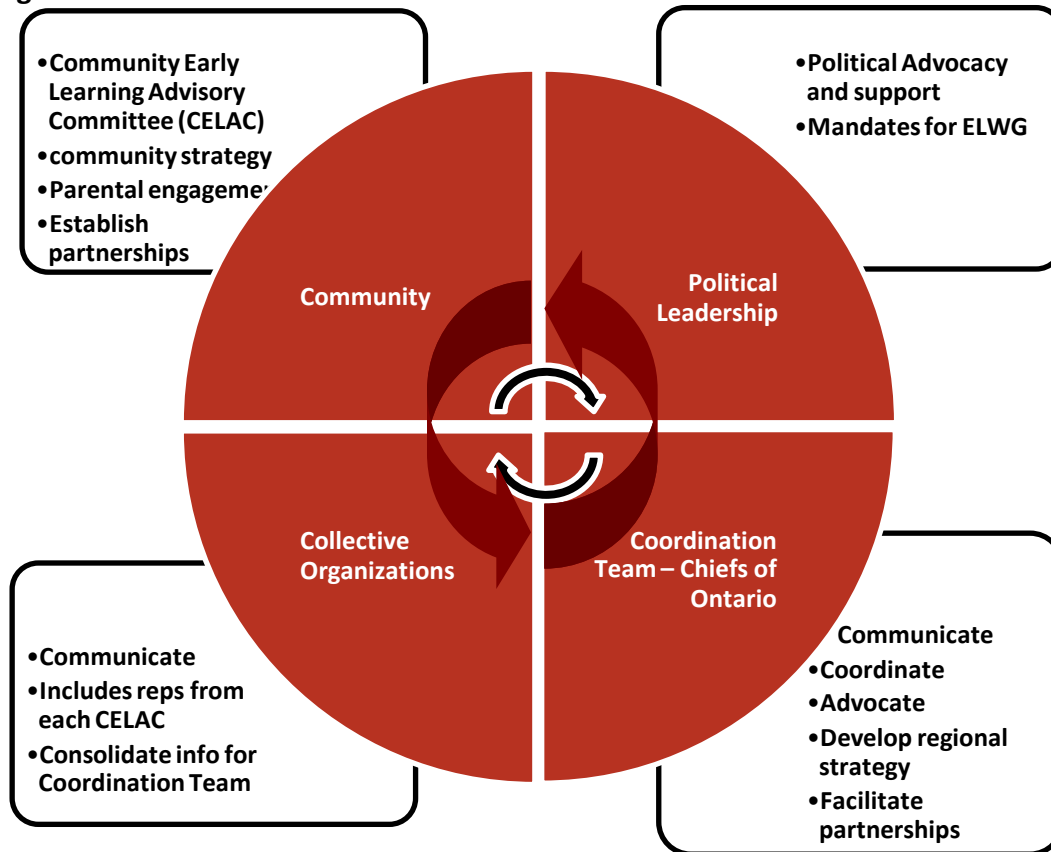 •Community Early
Learning Advisory
Committee (CELAC)
•community strategy
•Parental engageme
•Establish
partnerships
•Political Advocacy
and support
•Mandates for ELWG
Community
Political
Leadership
Collective
Organizations
Coordination
Team – Chiefs of
Ontario
•Communicate
•Includes reps from
each CELAC
•Consolidate info for
Coordination Team
Communicate
•Coordinate
•Advocate
•Develop regional
strategy
•Facilitate
partnerships